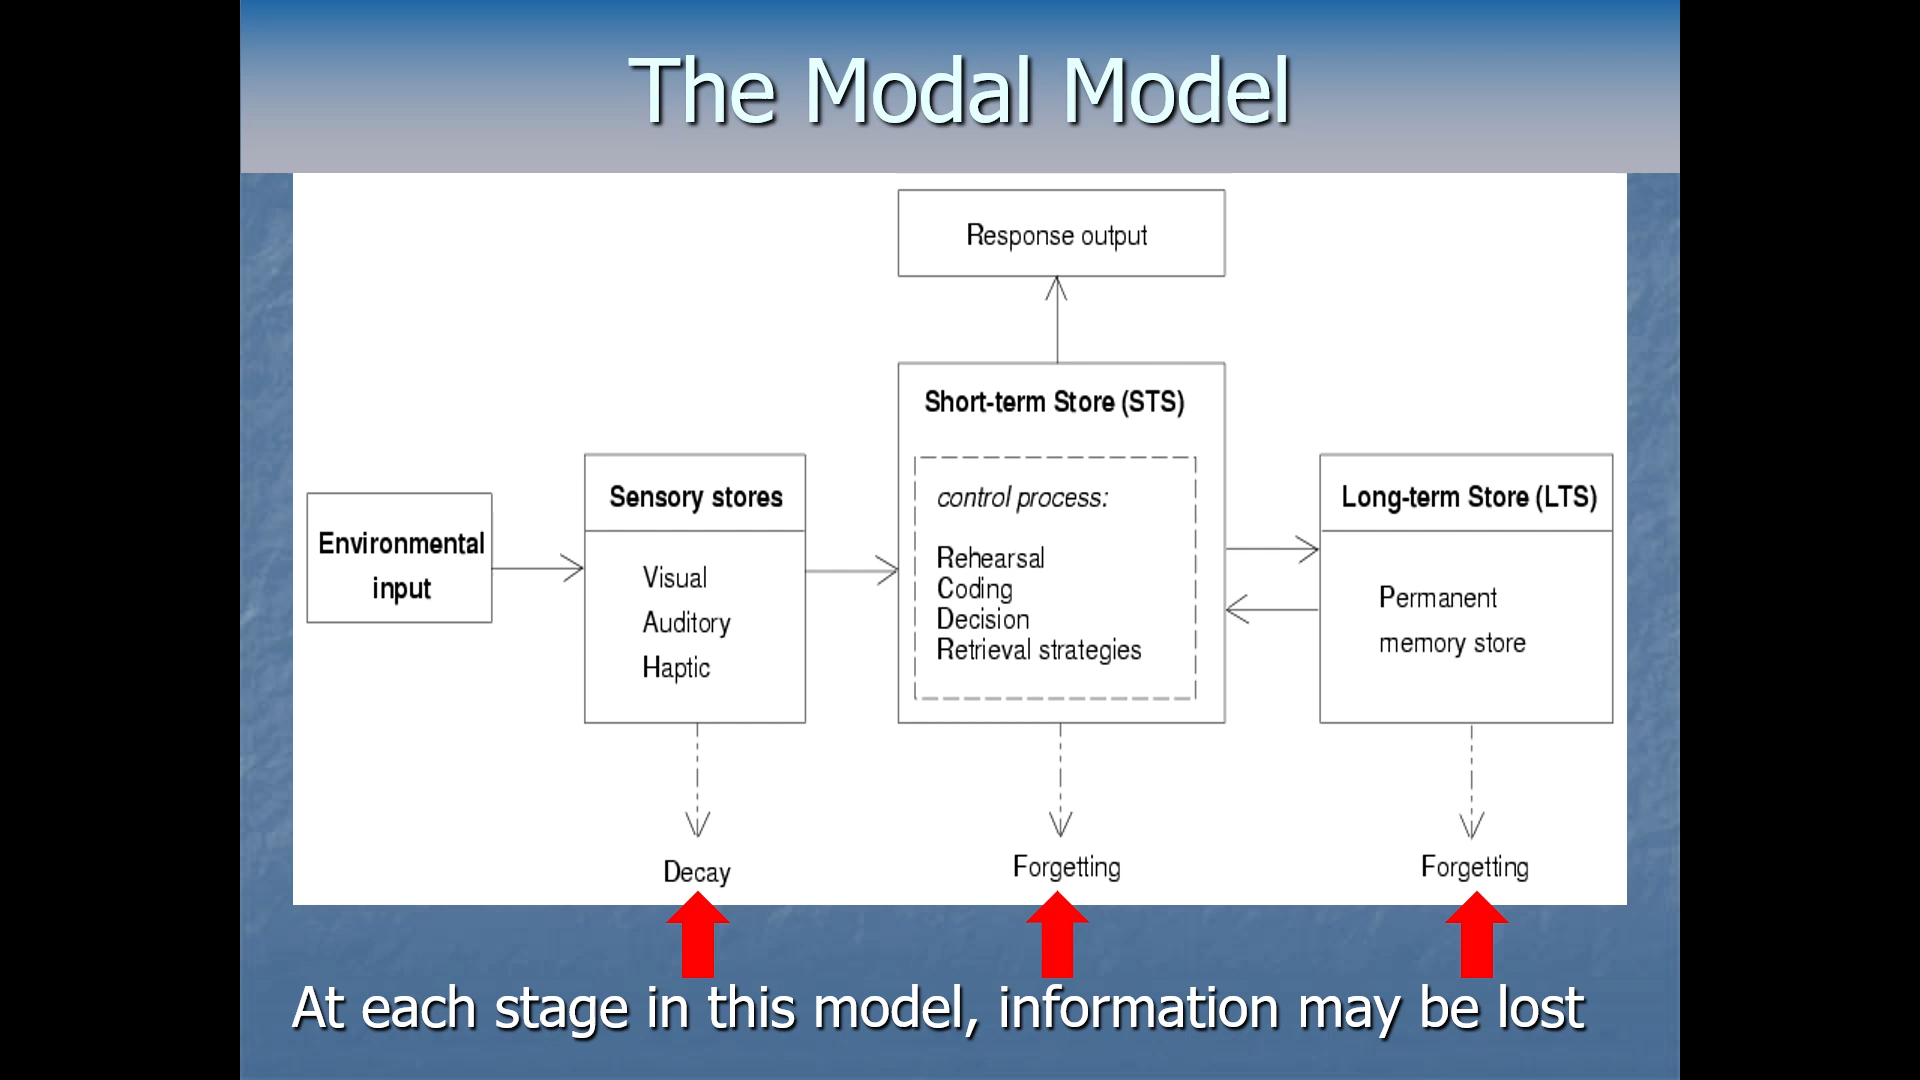 The Modal Model
Response output
Short-term Store (STS)
control process:
Rehearsal
Coding
Decision
Retrieval strategies
Environmental
input
Sensory stores
Visual
Auditory
Haptic
Long-term Store (LTS)
Permanent
memory store
Decay
Forgetting
Forgetting
At each stage in this model, information may be lost